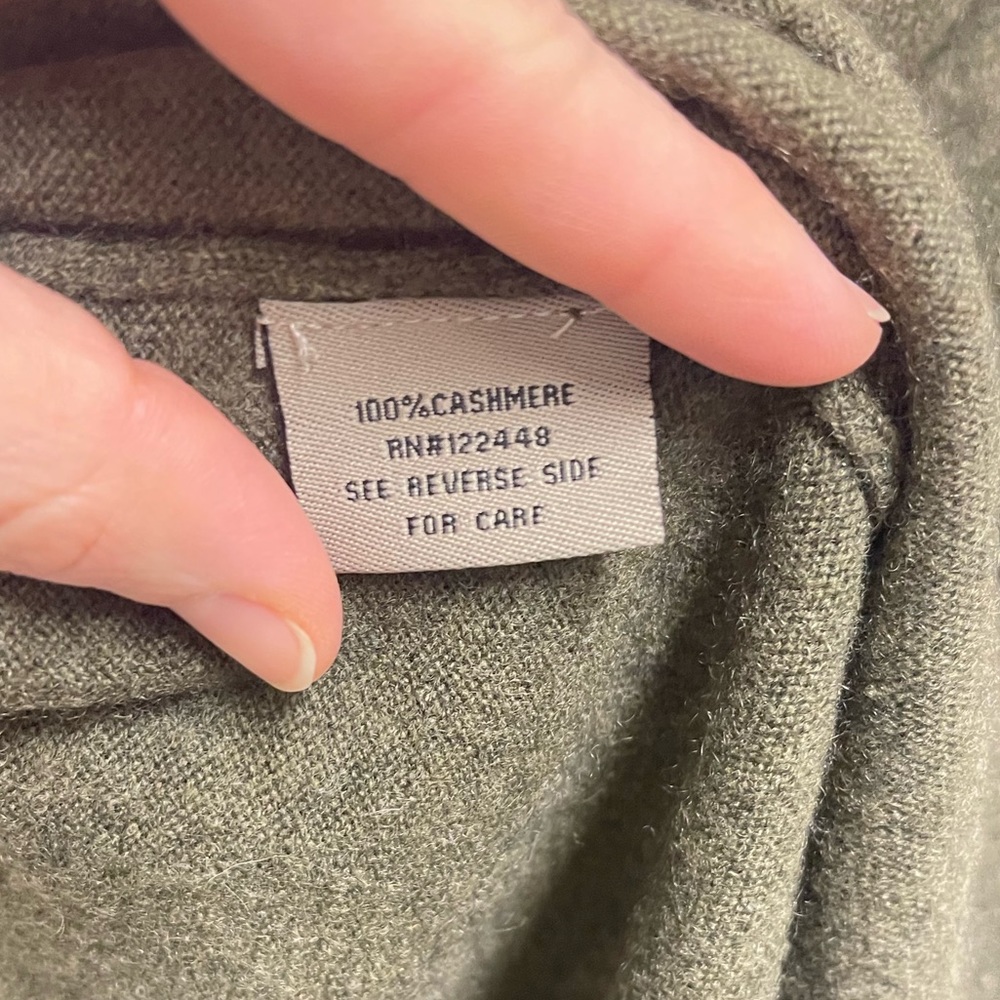 100%CASHMERE
RN#122448
SEE REVERSE SIDE
FOR CARE